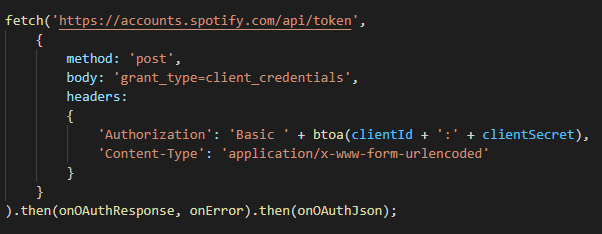 fetch('https://accounts.spotify.com/api/token',
    {
        method: 'post',
        body: 'grant_type=client_credentials',
        headers:
        {
            'Authorization': 'Basic ' + btoa(clientId + ':' + clientSecret),
            'Content-Type': 'application/x-www-form-urlencoded'
        }
    }
).then(onOAuthResponse, onError).then(onOAuthJson);